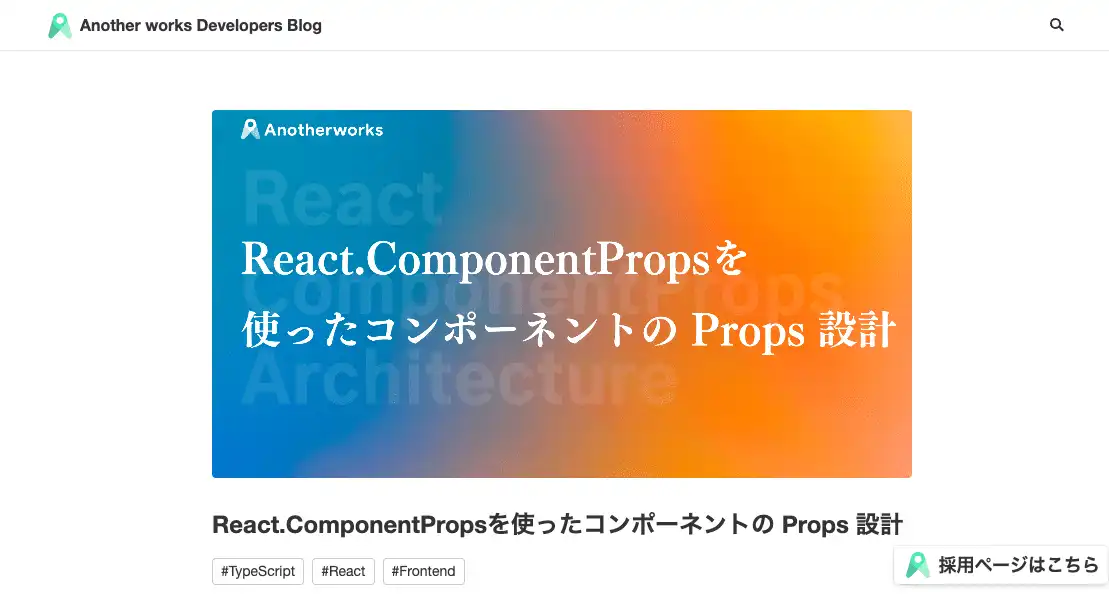 Another works Developers Blog
Anotherworks
React
React.ComponentPropsを
ComponentProps
使ったコンポーネントの Props 設計
Architecture
React.ComponentPropsを使ったコンポーネントの Props 設計
#TypeScript #React #Frontend
採用ページはこちら